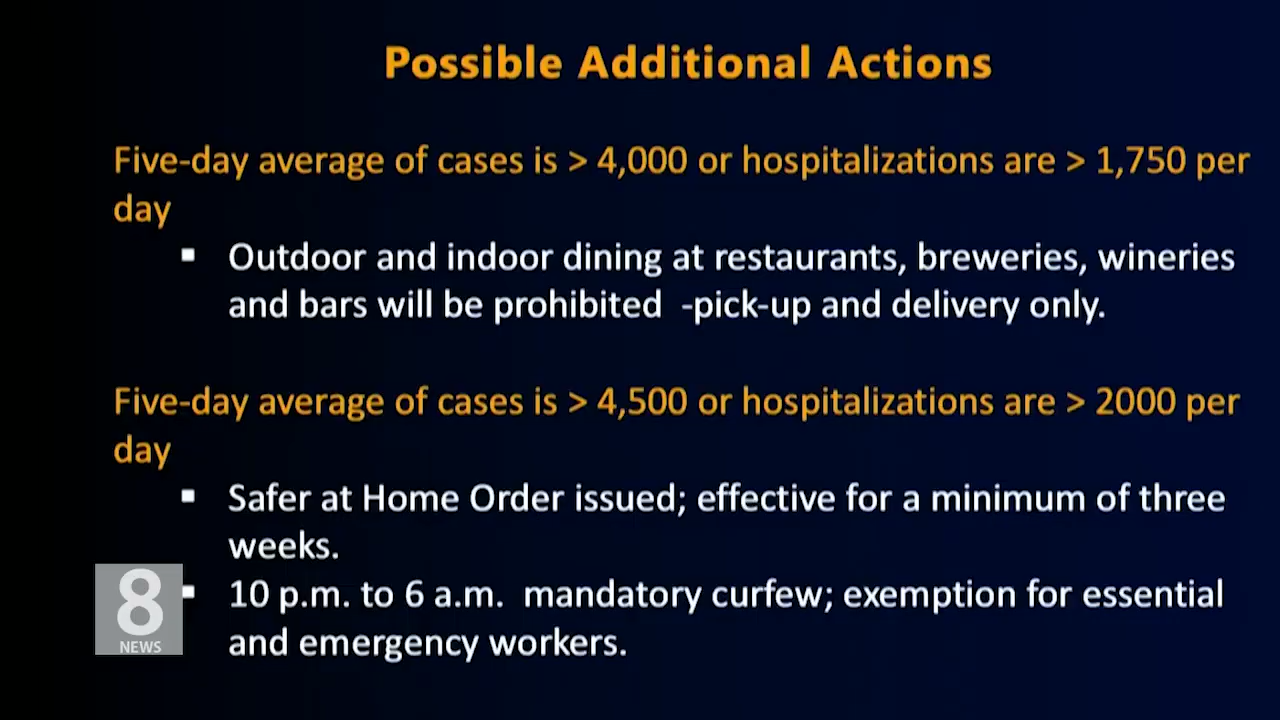 Possible Additional Actions
Five-day average of cases is > 4,000 or hospitalizations are > 1,750 per
day
▪ Outdoor and indoor dining at restaurants, breweries, wineries
and bars will be prohibited  -pick-up and delivery only.
Five-day average of cases is > 4,500 or hospitalizations are > 2000 per
day
▪ Safer at Home Order issued; effective for a minimum of three
weeks.
▪ 10 p.m. to 6 a.m.  mandatory curfew; exemption for essential
and emergency workers.
8
NEWS